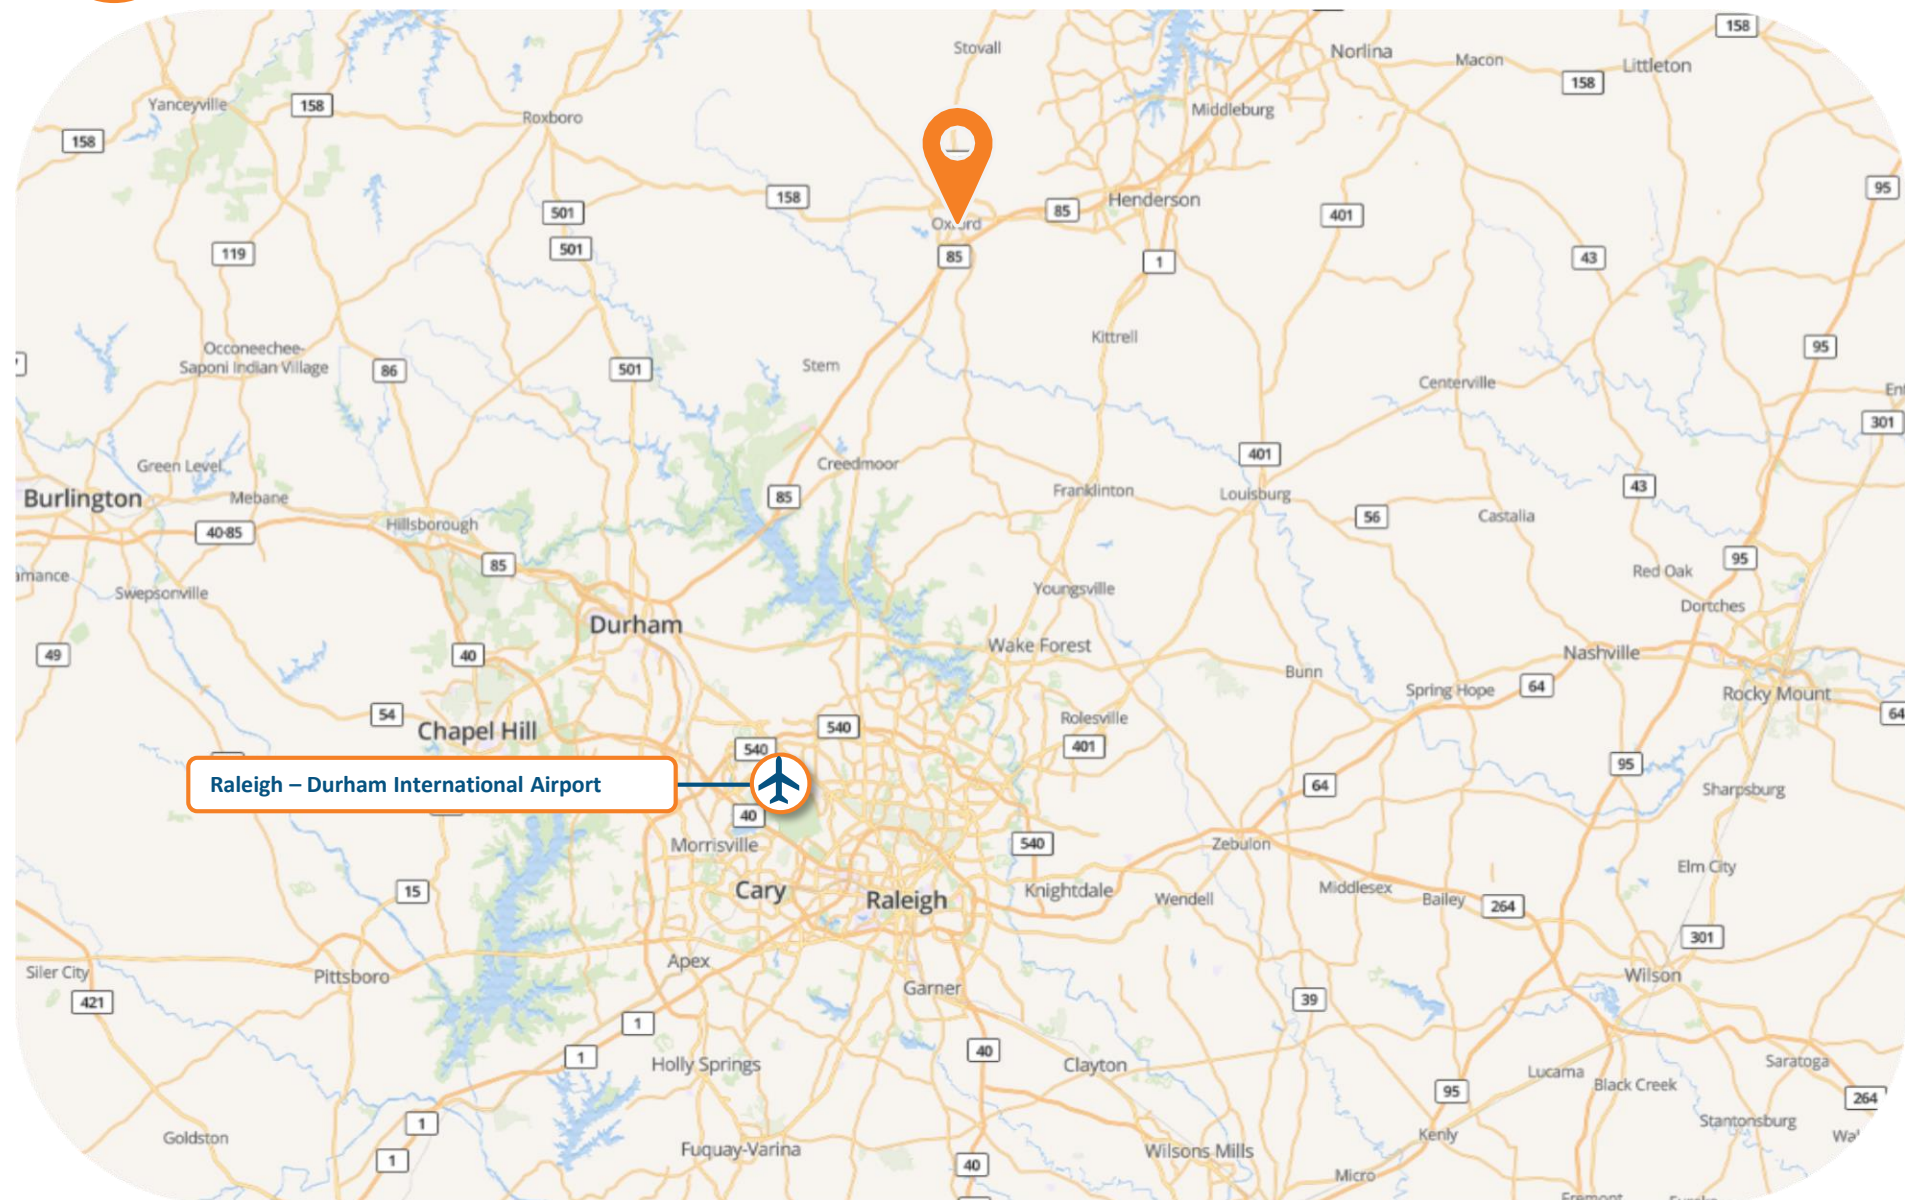 158
Stovall
Norlina
Macon
Littleton
158
Yanceyville
158
Roxboro
Middleburg
158
95
158
501
85
Henderson
401
Oxford
119
501
85
1
43
Kittrell
95
Occoneechee-
Saponi Indian Village
86
501
Stem
Centerville
301
Green Level
Creedmoor
401
Burlington
Mebane
85
Franklinton
Louisburg
43
40-85
Hillsborough
56
Castalia
85
95
Red Oak
Swepsonville
Youngsville
Dortches
Durham
49
40
Wake Forest
Nashville
Bunn
Spring Hope
64
Rocky Mount
54
Chapel Hill
540
Rolesville
64
540
401
95
Raleigh – Durham International Airport
64
Sharpsburg
40
Morrisville
540
Zebulon
Elm City
15
Cary
Raleigh
Knightdale
Wendell
Middlesex
Bailey
264
301
Siler City
Pittsboro
Apex
Garner
Wilson
421
39
1
40
1
Holly Springs
Clayton
Lucama
Black Creek
Saratoga
95
264
1
Goldston
Fuquay-Varina
Wilsons Mills
Kenly
Stantonsburg
1
40
Micro
Fremont